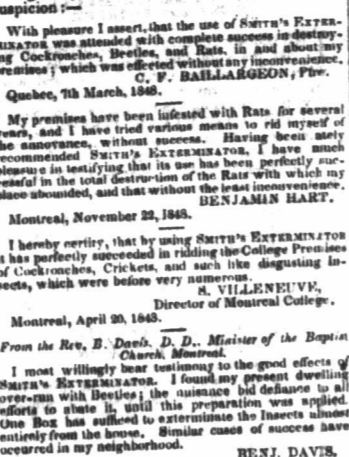 uspicion :—
With pleasure I assert, that the use of SMITH'S EXTER-
MINATOR was attended with complete success in destroy-
ng Cockroaches, Beetles, and Rats, in and about my
remises; which was effected without any inconvenience.
C. F. BAILLARGEON, Ptre.
Quebec, 7th March, 1848.
My premises have been infested with Rats for several
ears, and I have tried various means to rid myself of
he annoyance, without success. Having been lately
ecommended SMITH'S EXTERMINATOR, I have much
leasure in testifying that its use has been perfectly suc-
essful in the total destruction of the Rats with which my
lace abounded, and that without the least inconvenience.
BENJAMIN HART.
Montreal, November 22, 1848.
I hereby certify, that by using SMITH'S EXTERMINATOR
t has perfectly succeeded in ridding the College Premises
of Cockroaches, Crickets, and such like disgusting in-
sects, which were before very numerous.
VILLENEUVE,
Director of Montreal College.
Montreal, April 20, 1848.
From the Rev. B. Davis, D. D., Minister of the Baptist
Church, Montreal.
I most willingly bear testimony to the good effects of
SMITH'S EXTERMINATOR. I found my present dwelling
over-run with Beetles; the nuisance bid defiance to all
efforts to abate it, until this preparation was applied.
One Box has sufficed to exterminate the Insects almost
entirely from the house. Similar cases of success have
occurred in my neighborhood.
BENJ. DAVIS.